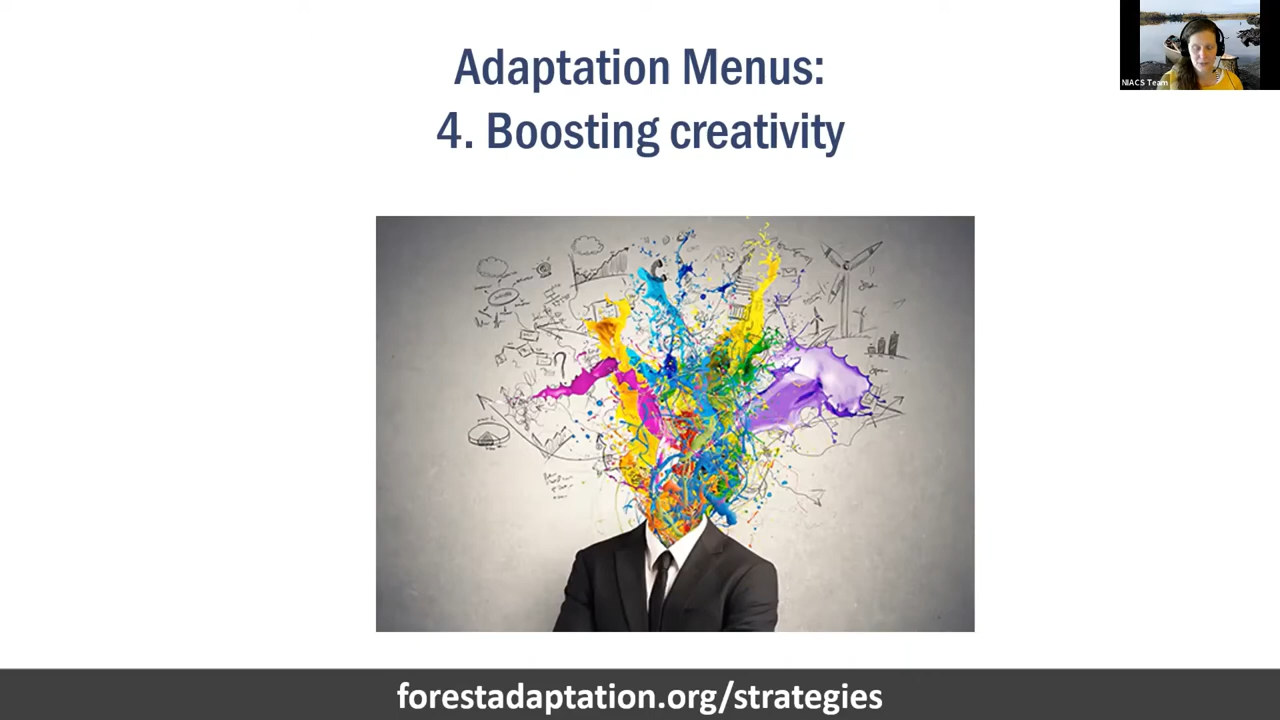 Adaptation Menus:
4. Boosting creativity
NIACS Team
forestadaptation.org/strategies